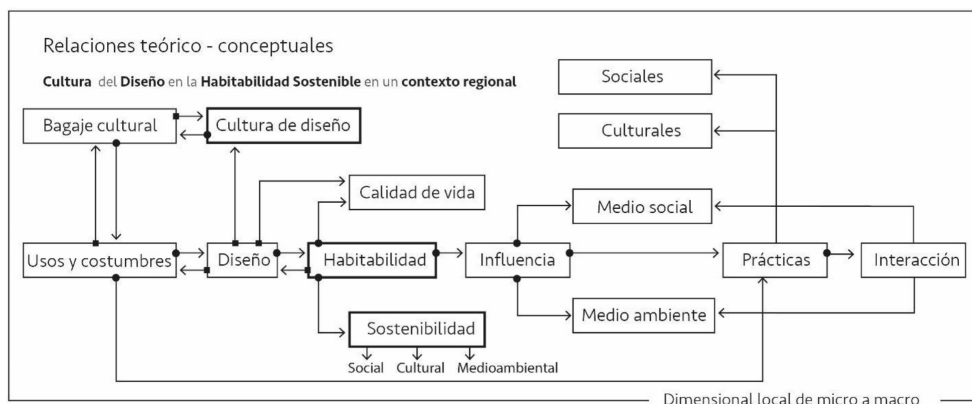 Relaciones teórico - conceptuales
Cultura del Diseño en la Habitabilidad Sostenible en un contexto regional
Sociales
Bagaje cultural
Cultura de diseño
Culturales
Calidad de vida
Medio social
Usos y costumbres
Diseño
Habitabilidad
Influencia
Prácticas
Interacción
Medio ambiente
Sostenibilidad
Social
Cultural
Medioambiental
Dimensional local de micro a macro